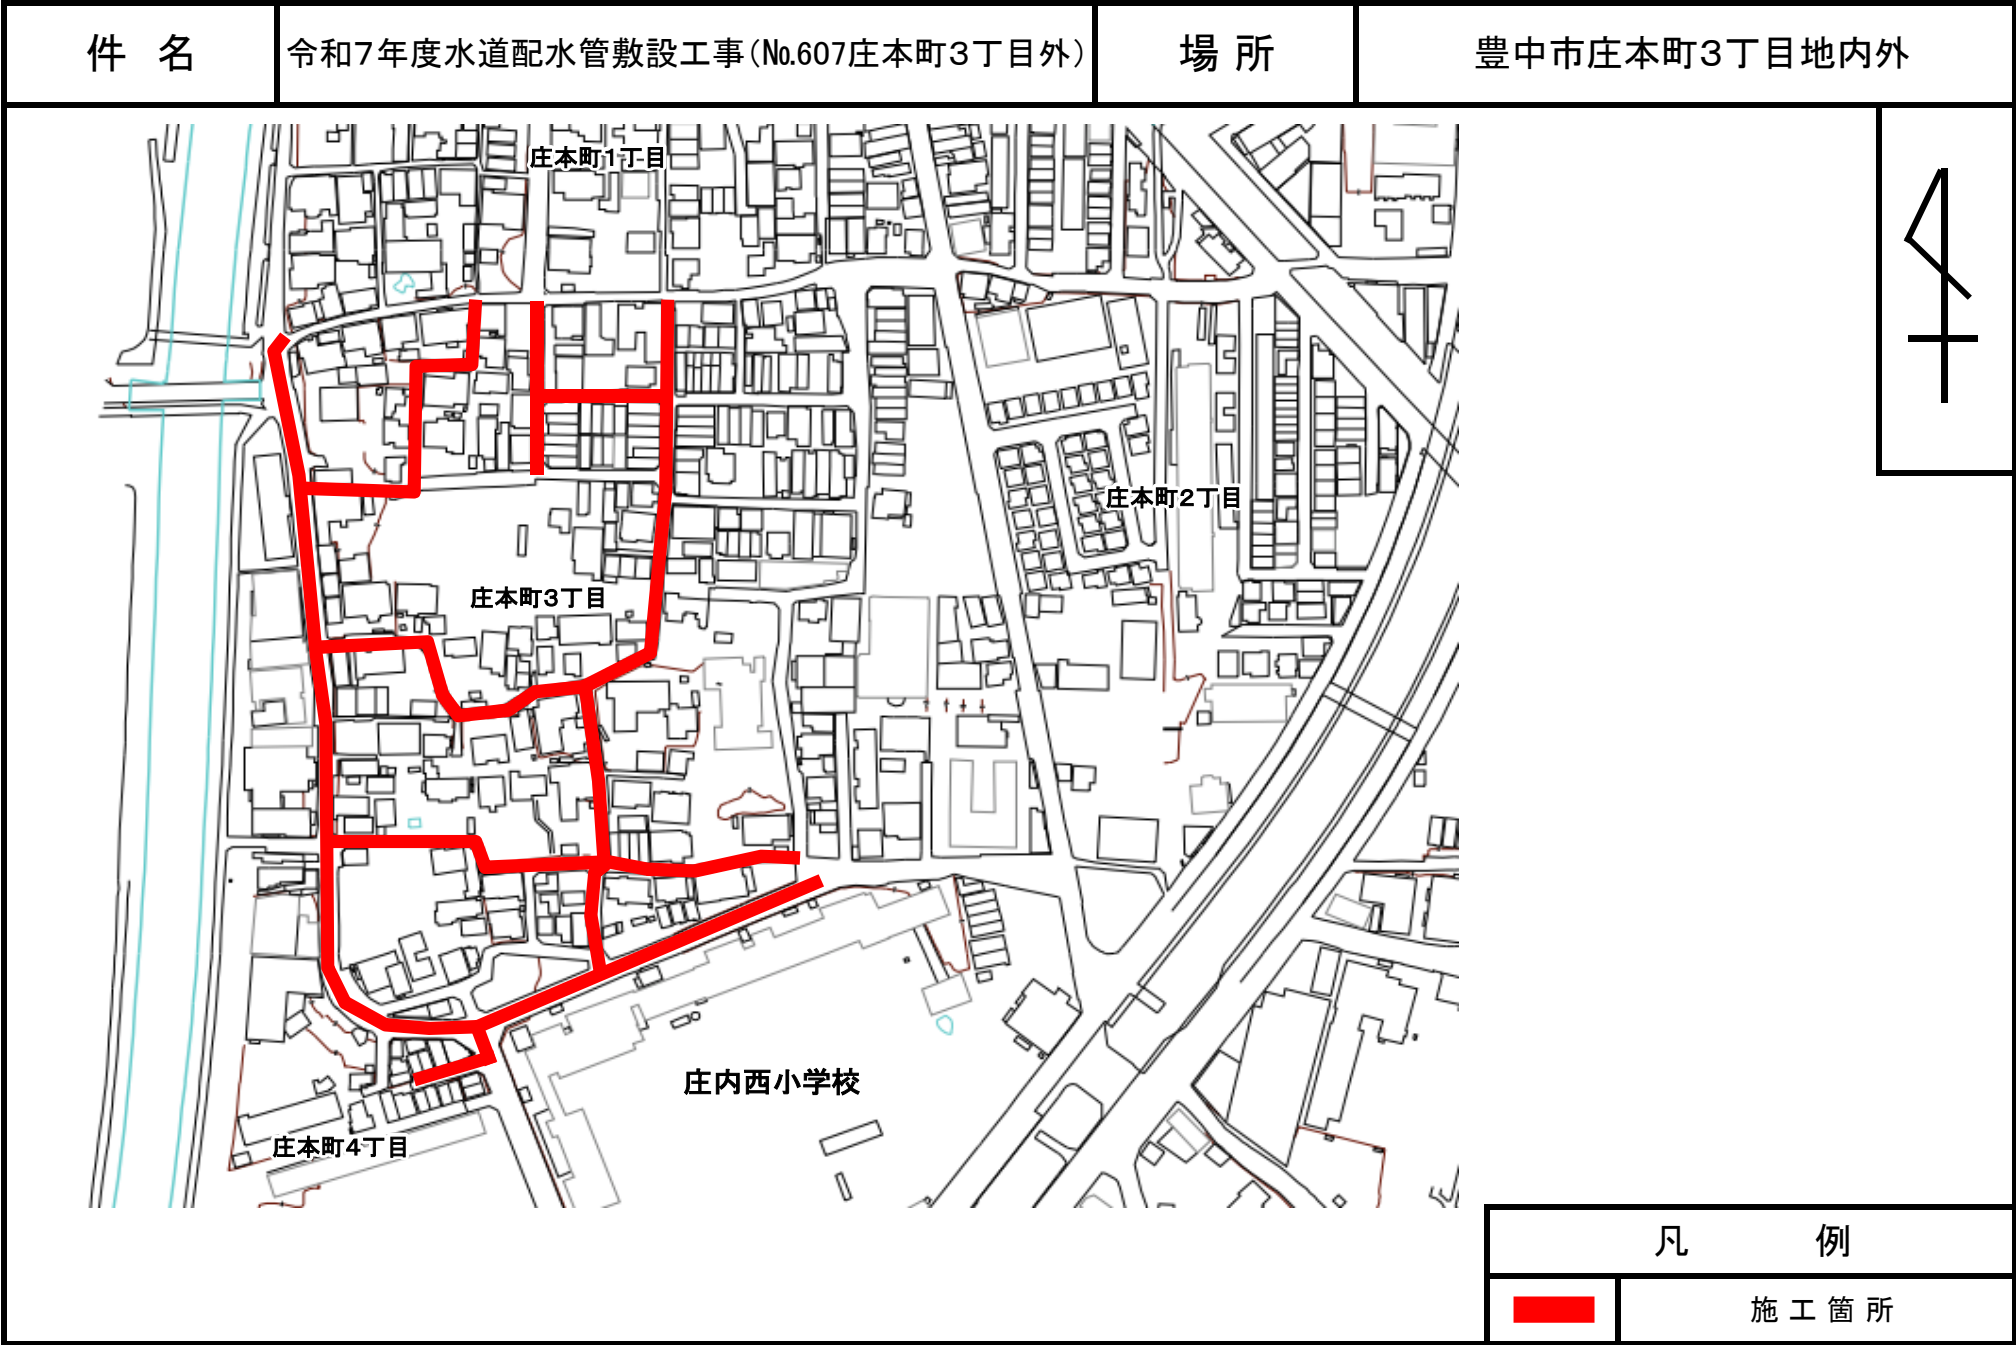 件 名
令和7年度水道配水管敷設工事(№607庄本町3丁目外)
場 所
豊中市庄本町3丁目地内外
庄本町1丁目
庄本町2丁目
庄本町3丁目
庄内西小学校
庄本町4丁目
凡 例
施 工 箇 所